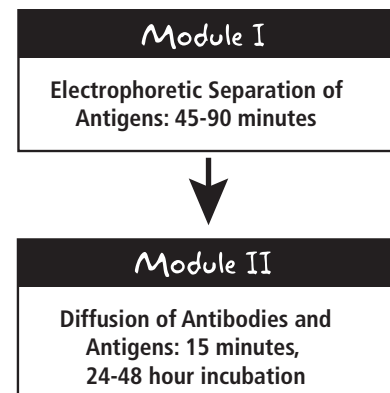 Module I
Electrophoretic Separation of
Antigens: 45-90 minutes
Module II
Diffusion of Antibodies and
Antigens: 15 minutes,
24-48 hour incubation